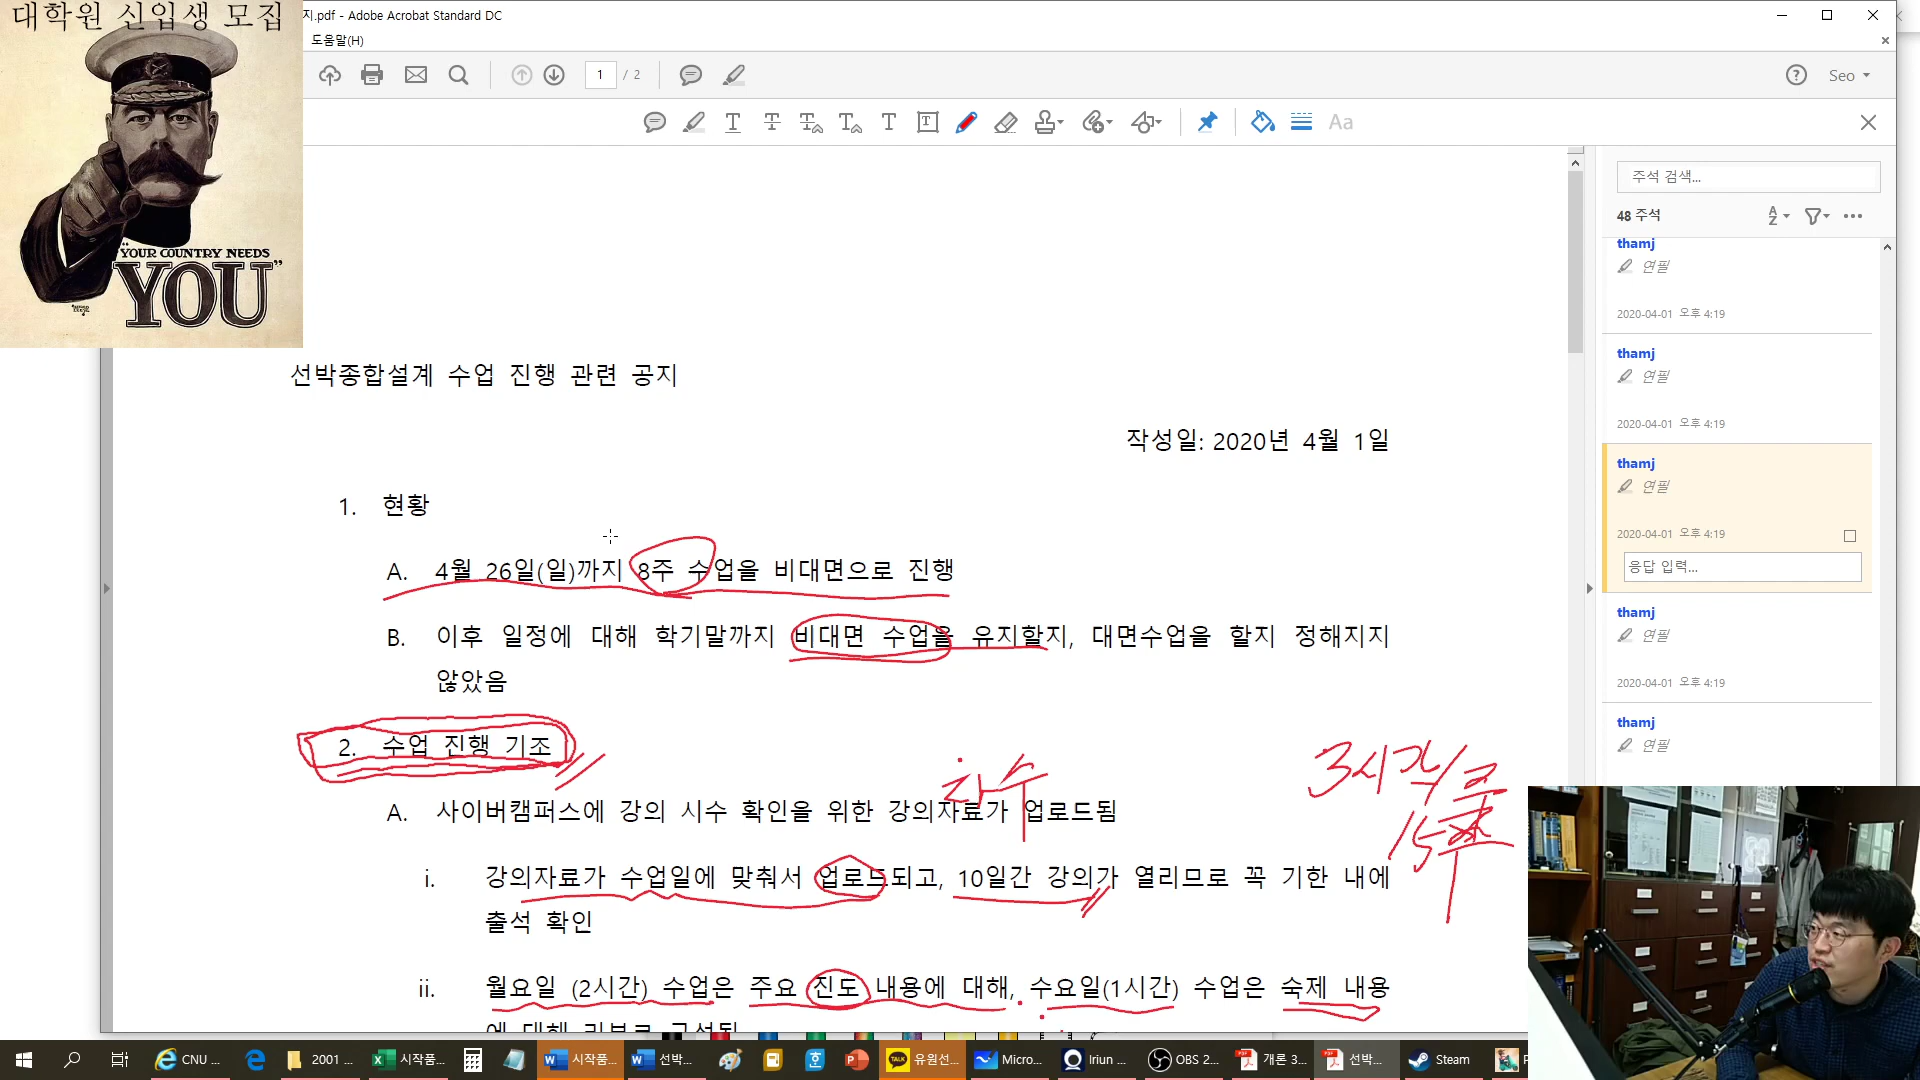 대학원 신입생 모집
지.pdf - Adobe Acrobat Standard DC
도움말(H)
1 / 2
Seo
Aa
"YOUR COUNTRY NEEDS
YOU"
주석 검색...
48 주석
thamj
연필
2020-04-01 오후 4:19
thamj
연필
2020-04-01 오후 4:19
thamj
연필
2020-04-01 오후 4:19
응답 입력...
thamj
연필
2020-04-01 오후 4:19
thamj
연필
선박종합설계 수업 진행 관련 공지
작성일: 2020년 4월 1일
1. 현황
A. 4월 26일(일)까지 8주 수업을 비대면으로 진행
B. 이후 일정에 대해 학기말까지 비대면 수업을 유지할지, 대면수업을 할지 정해지지
않았음
2. 수업 진행 기조
차수
3시간/
A. 사이버캠퍼스에 강의 시수 확인을 위한 강의자료가 업로드됨
15주
i. 강의자료가 수업일에 맞춰서 업로드되고, 10일간 강의가 열리므로 꼭 기한 내에
출석 확인
ii. 월요일 (2시간) 수업은 주요 진도 내용에 대해, 수요일(1시간) 수업은 숙제 내용
에 대해 리뷰로 구성됨
CNU ...
2001 ...
시작품...
시작품...
선박...
TALK
유원선...
Micro...
Iriun ...
OBS 2...
개론 3...
선박...
Steam